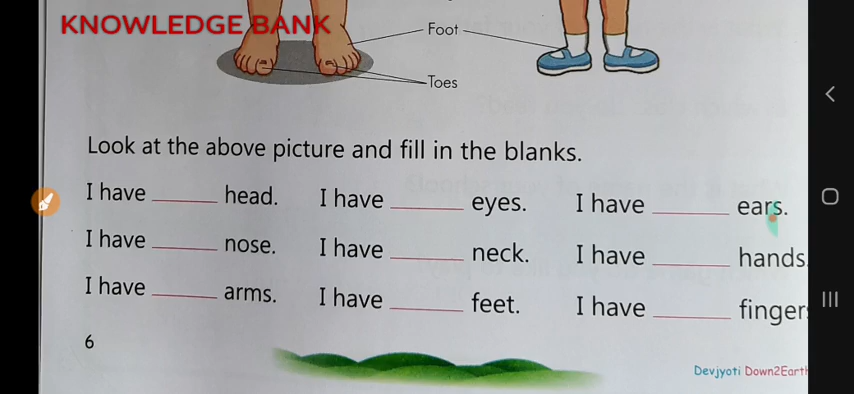 KNOWLEDGE BANK
Foot
Toes
Look at the above picture and fill in the blanks.
I have ______ head. I have ______ eyes. I have ______ ears.
I have ______ nose. I have ______ neck. I have ______ hands.
I have ______ arms. I have ______ feet. I have ______ finger
6
Devjyoti Down2Earth